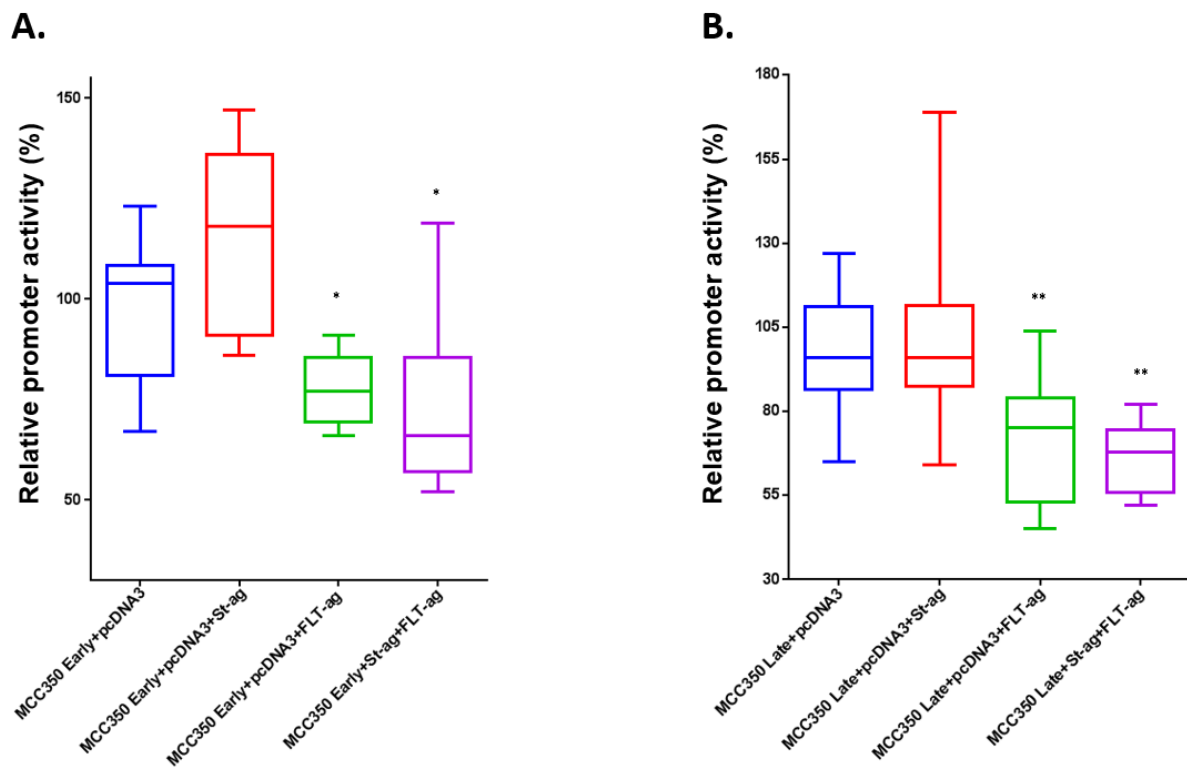 A.
Relative promoter activity (%)
150
100
50
*
*
MCC350 Early+pcDNA3
MCC350 Early+pcDNA3+St-ag
MCC350 Early+pcDNA3+FLT-ag
MCC350 Early+St-ag+FLT-ag
B.
Relative promoter activity (%)
180
155
130
105
80
55
30
**
**
MCC350 Late+pcDNA3
MCC350 Late+pcDNA3+St-ag
MCC350 Late+pcDNA3+FLT-ag
MCC350 Late+St-ag+FLT-ag